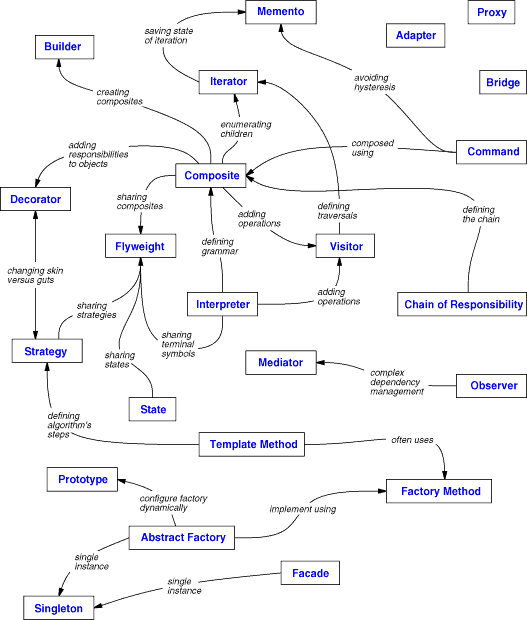 Memento
Proxy
saving state
of iteration
Adapter
Builder
avoiding
hysteresis
Iterator
Bridge
creating
composites
enumerating
children
adding
responsibilities
to objects
composed
using
Command
Composite
Decorator
sharing
composites
adding
operations
defining
traversals
defining
the chain
Flyweight
defining
grammar
Visitor
changing skin
versus guts
adding
operations
Interpreter
Chain of Responsibility
sharing
strategies
sharing
terminal
symbols
Strategy
sharing
states
Mediator
complex
dependency
management
Observer
State
defining
algorithm's
steps
Template Method
often uses
Prototype
configure factory
dynamically
Factory Method
implement using
Abstract Factory
single
instance
Facade
single
instance
Singleton